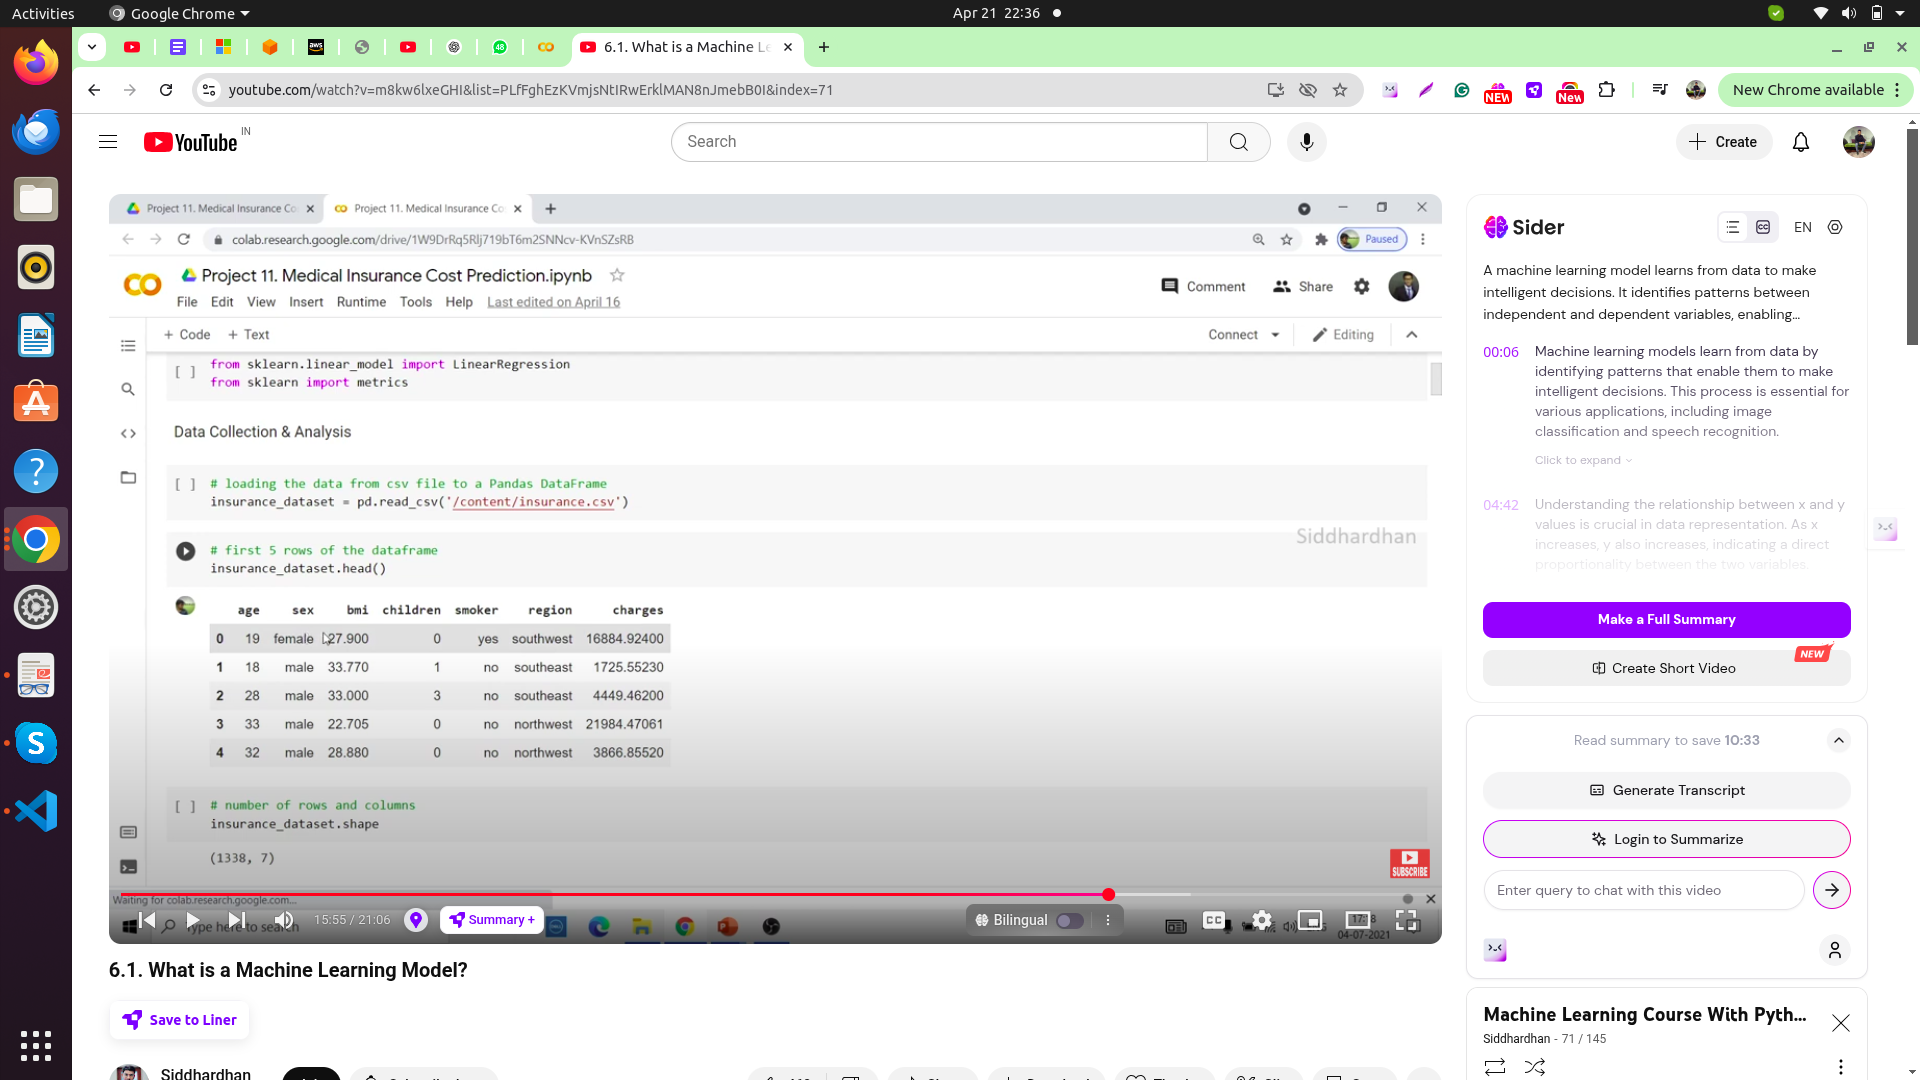 Activities
Google Chrome
Apr 21 22:36
6.1. What is a Machine Le
youtube.com/watch?v=m8kw6lxeGHI&list=PLfFghEzKVmjsNtIRwErklMAN8nJmebB0I&index=71
NEW
New
New Chrome available
YouTube
IN
Search
Create
Project 11. Medical Insurance Co
Project 11. Medical Insurance Co
colab.research.google.com/drive/1W9DrRq5Rlj719bT6m2SNNcv-KVnSZsRB
Paused
Project 11. Medical Insurance Cost Prediction.ipynb
File Edit View Insert Runtime Tools Help Last edited on April 16
Comment
Share
+ Code + Text
Connect
Editing
[ ] from sklearn.linear_model import LinearRegression
from sklearn import metrics
Data Collection & Analysis
[ ] # loading the data from csv file to a Pandas DataFrame
insurance_dataset = pd.read_csv('/content/insurance.csv')
Siddhardhan
# first 5 rows of the dataframe
insurance_dataset.head()
age sex bmi children smoker region charges
0 19 female 27.900 0 yes southwest 16884.92400
1 18 male 33.770 1 no southeast 1725.55230
2 28 male 33.000 3 no southeast 4449.46200
3 33 male 22.705 0 no northwest 21984.47061
4 32 male 28.880 0 no northwest 3866.85520
[ ] # number of rows and columns
insurance_dataset.shape
(1338, 7)
SUBSCRIBE
Waiting for colab.research.google.com...
15:55 / 21:06
Summary +
Type here to search
Bilingual
CC
04-07-2021
6.1. What is a Machine Learning Model?
Save to Liner
Siddhardhan
Sider
EN
A machine learning model learns from data to make
intelligent decisions. It identifies patterns between
independent and dependent variables, enabling...
00:06 Machine learning models learn from data by
identifying patterns that enable them to make
intelligent decisions. This process is essential for
various applications, including image
classification and speech recognition.
Click to expand
04:42 Understanding the relationship between x and y
values is crucial in data representation. As x
increases, y also increases, indicating a direct
proportionality between the two variables.
Make a Full Summary
NEW
Create Short Video
Read summary to save 10:33
Generate Transcript
Login to Summarize
Enter query to chat with this video
Machine Learning Course With Pyth...
Siddhardhan - 71 / 145